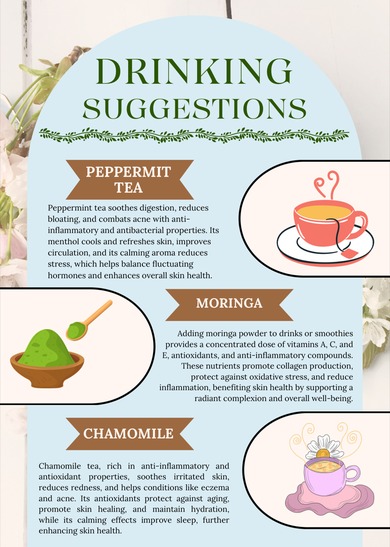 DRINKING
SUGGESTIONS
PEPPERMIT
TEA
Peppermint tea soothes digestion, reduces
bloating, and combats acne with anti-
inflammatory and antibacterial properties. Its
menthol cools and refreshes skin, improves
circulation, and its calming aroma reduces
stress, which helps balance fluctuating
hormones and enhances overall skin health.
MORINGA
Adding moringa powder to drinks or smoothies
provides a concentrated dose of vitamins A, C, and
E, antioxidants, and anti-inflammatory compounds.
These nutrients promote collagen production,
protect against oxidative stress, and reduce
inflammation, benefiting skin health by supporting a
radiant complexion and overall well-being.
CHAMOMILE
Chamomile tea, rich in anti-inflammatory and
antioxidant properties, soothes irritated skin,
reduces redness, and helps conditions like eczema
and acne. Its antioxidants protect against aging,
promote skin healing, and maintain hydration,
while its calming effects improve sleep, further
enhancing skin health.